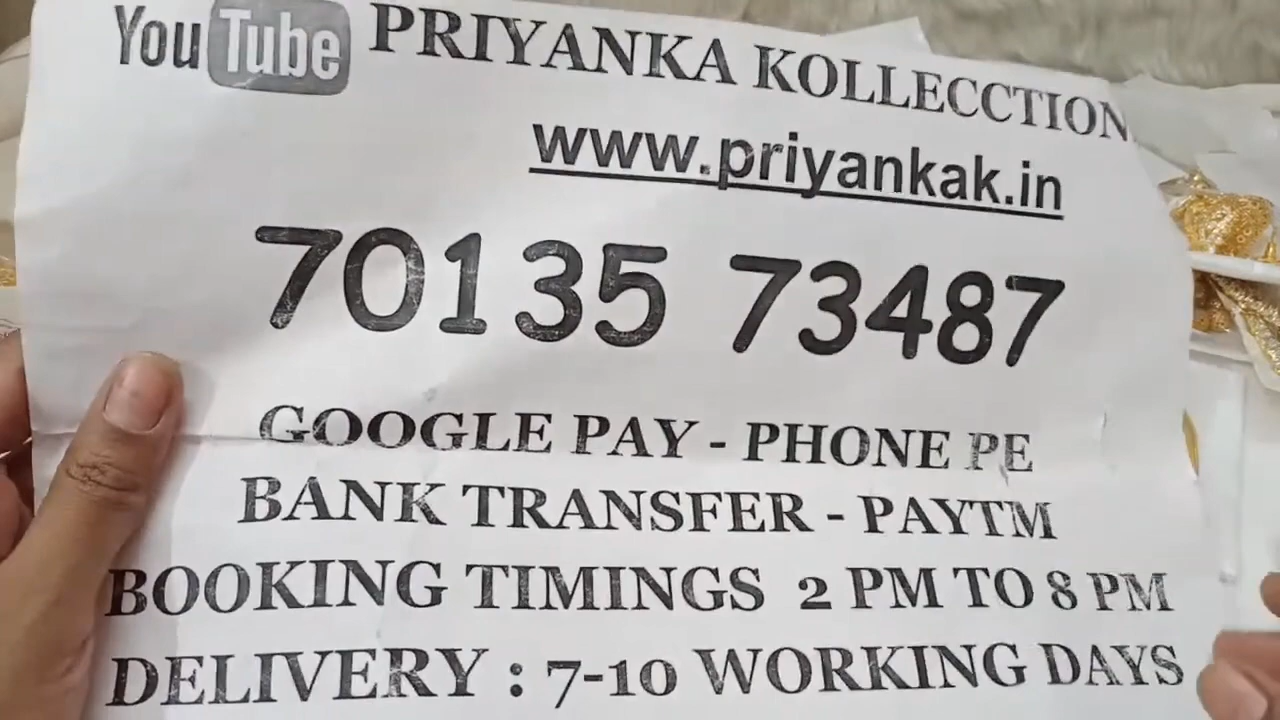 YouTube PRIYANKA KOLLECCTION
www.priyankak.in
70135 73487
GOOGLE PAY - PHONE PE
BANK TRANSFER - PAYTM
BOOKING TIMINGS 2 PM TO 8 PM
DELIVERY : 7-10 WORKING DAYS